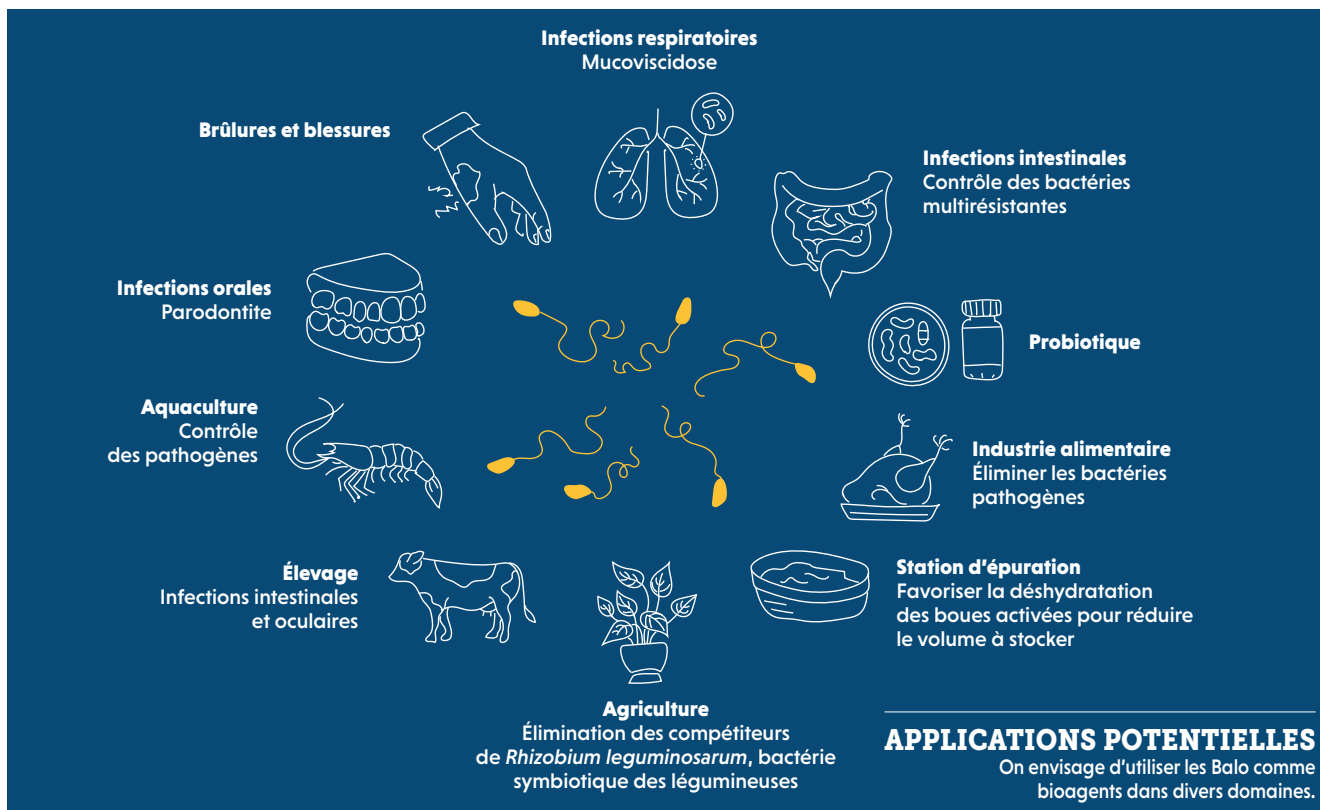 Infections respiratoires
Mucoviscidose
Brûlures et blessures
Infections intestinales
Contrôle des bactéries
multirésistantes
Infections orales
Parodontite
Probiotique
Aquaculture
Contrôle
des pathogènes
Industrie alimentaire
Éliminer les bactéries
pathogènes
Élevage
Infections intestinales
et oculaires
Station d’épuration
Favoriser la déshydratation
des boues activées pour réduire
le volume à stocker
Agriculture
Élimination des compétiteurs
de Rhizobium leguminosarum, bactérie
symbiotique des légumineuses
APPLICATIONS POTENTIELLES
On envisage d’utiliser les Balo comme
bioagents dans divers domaines.